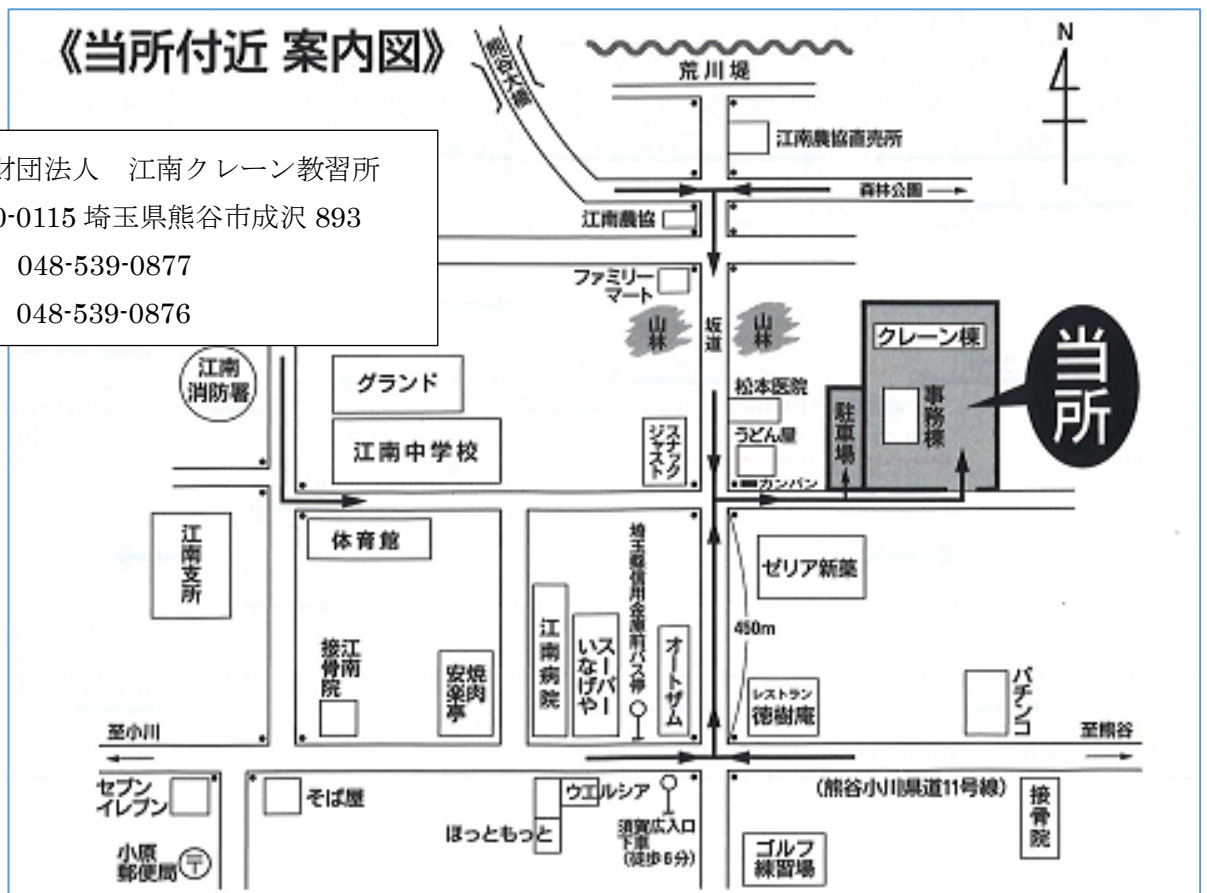 《当所付近 案内図》
N
荒川堤
江南農協直売所
森林公園
財団法人　江南クレーン教習所
0-0115 埼玉県熊谷市成沢 893
048-539-0877
048-539-0876
江南農協
ファミリー
マート
山林
坂道
山林
クレーン棟
当所
事務棟
駐車場
松本医院
うどん屋
カンバン
スナック
ジャスト
江南
消防署
グランド
江南中学校
体育館
江南支所
ゼリア新薬
450m
埼玉縣信用金庫前バス停
江南病院
スーパー
いなげや
オートザム
江南
接骨院
焼肉
安楽亭
レストラン
徳樹庵
パチンコ
至小川
至熊谷
セブン
イレブン
そば屋
ウエルシア
ほっともっと
須賀広入口
下車
(徒歩6分)
(熊谷小川県道11号線)
接骨院
小原
郵便局
〒
ゴルフ
練習場